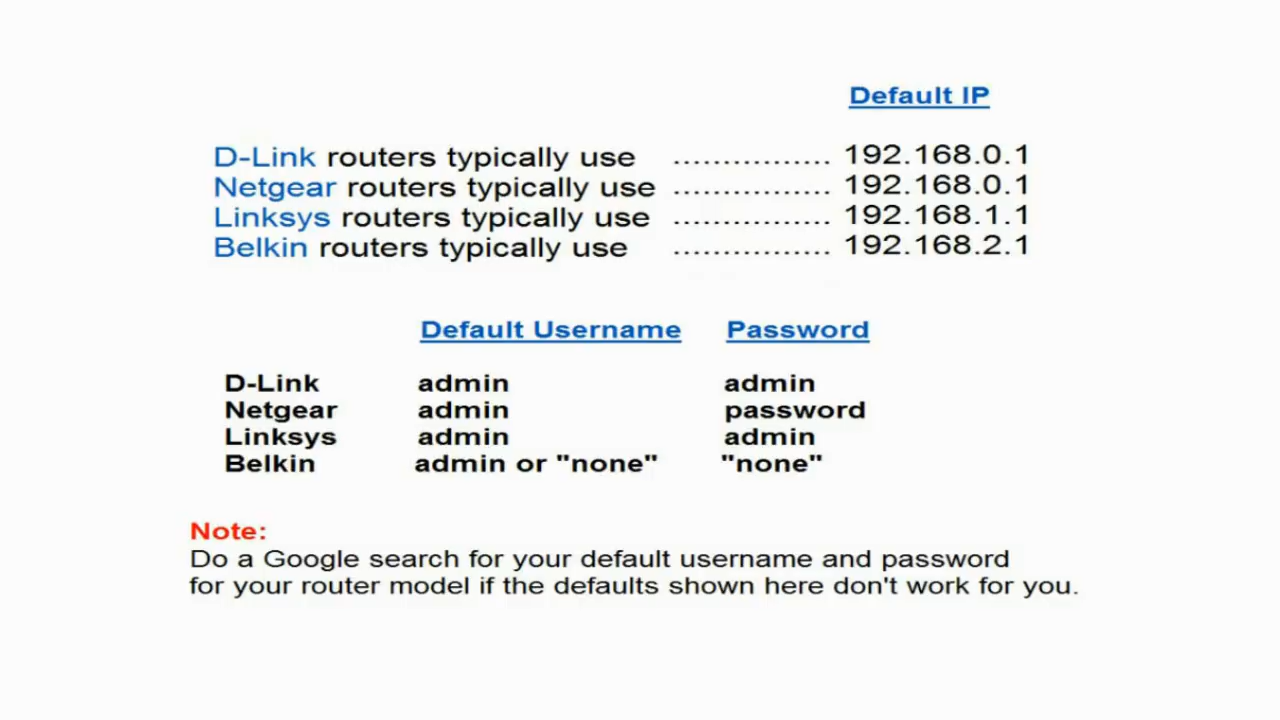 Default IP
D-Link routers typically use ................ 192.168.0.1
Netgear routers typically use ................ 192.168.0.1
Linksys routers typically use ................ 192.168.1.1
Belkin routers typically use ................ 192.168.2.1
Default Username Password
D-Link admin admin
Netgear admin password
Linksys admin admin
Belkin admin or "none" "none"
Note:
Do a Google search for your default username and password
for your router model if the defaults shown here don't work for you.